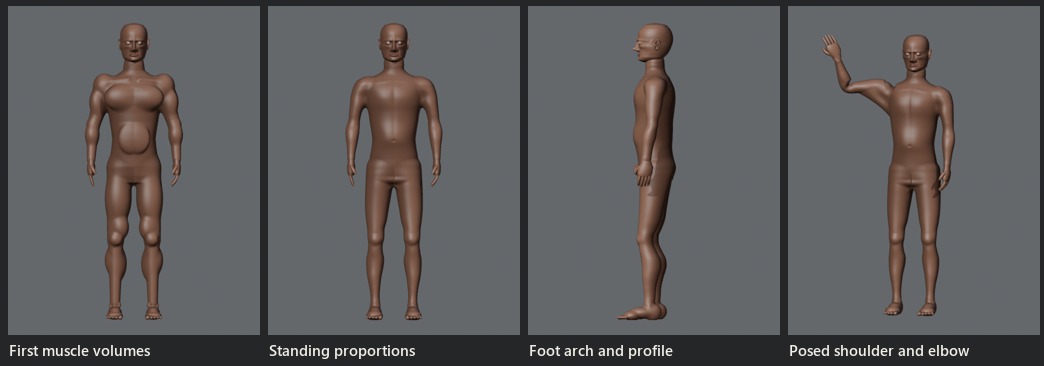 First muscle volumes
Standing proportions
Foot arch and profile
Posed shoulder and elbow